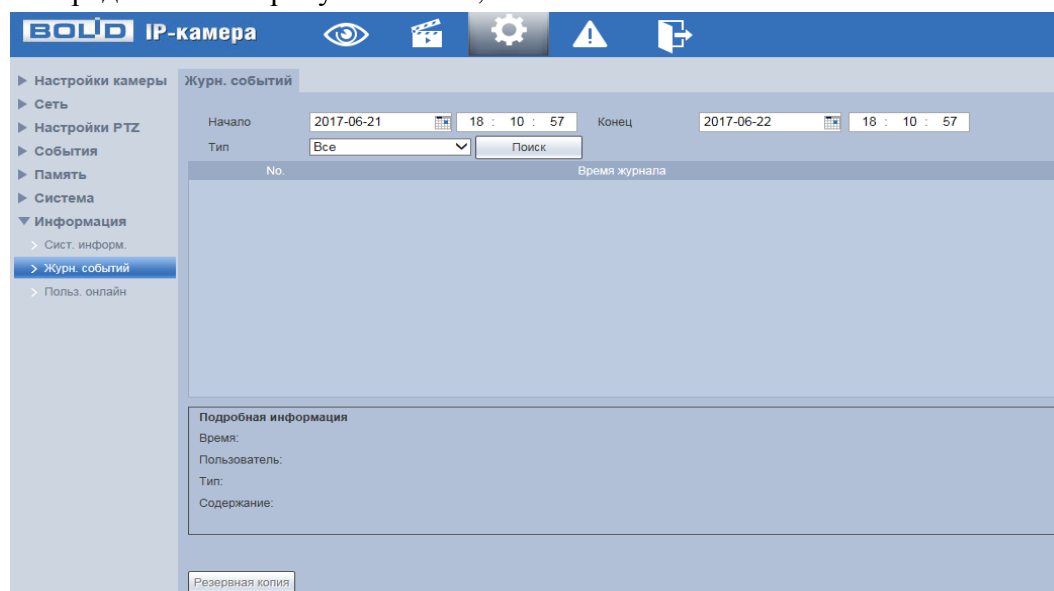 BOLID IP-камера
Настройки камеры
Сеть
Настройки PTZ
События
Память
Система
Информация
Сист. информ.
Журн. событий
Польз. онлайн
Журн. событий
Начало 2017-06-21 18 : 10 : 57 Конец 2017-06-22 18 : 10 : 57
Тип Все Поиск
No. Время журнала
Подробная информация
Время:
Пользователь:
Тип:
Содержание:
Резервная копия